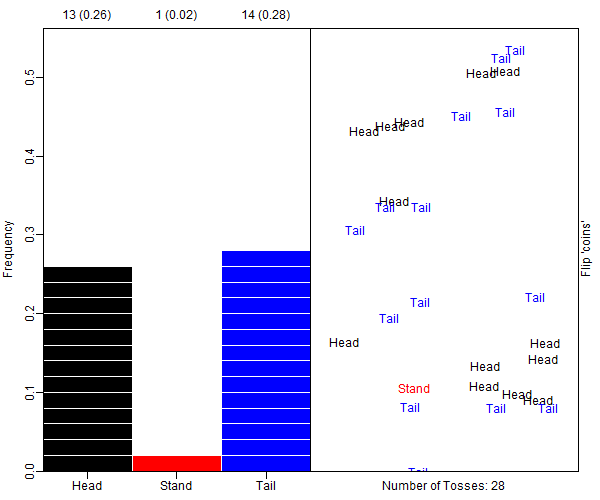 13 (0.26) 1 (0.02) 14 (0.28)
Frequency
0.5
0.4
0.3
0.2
0.1
0.0
Head Stand Tail
Tail
Tail
Head Head
Tail Tail
Head Head Head
Head
Tail Tail
Tail
Tail
Tail
Tail
Head
Head
Head
Head
Stand
Head
Head
Head
Tail
Tail
Tail
Tail
Flip 'coins'
Number of Tosses: 28